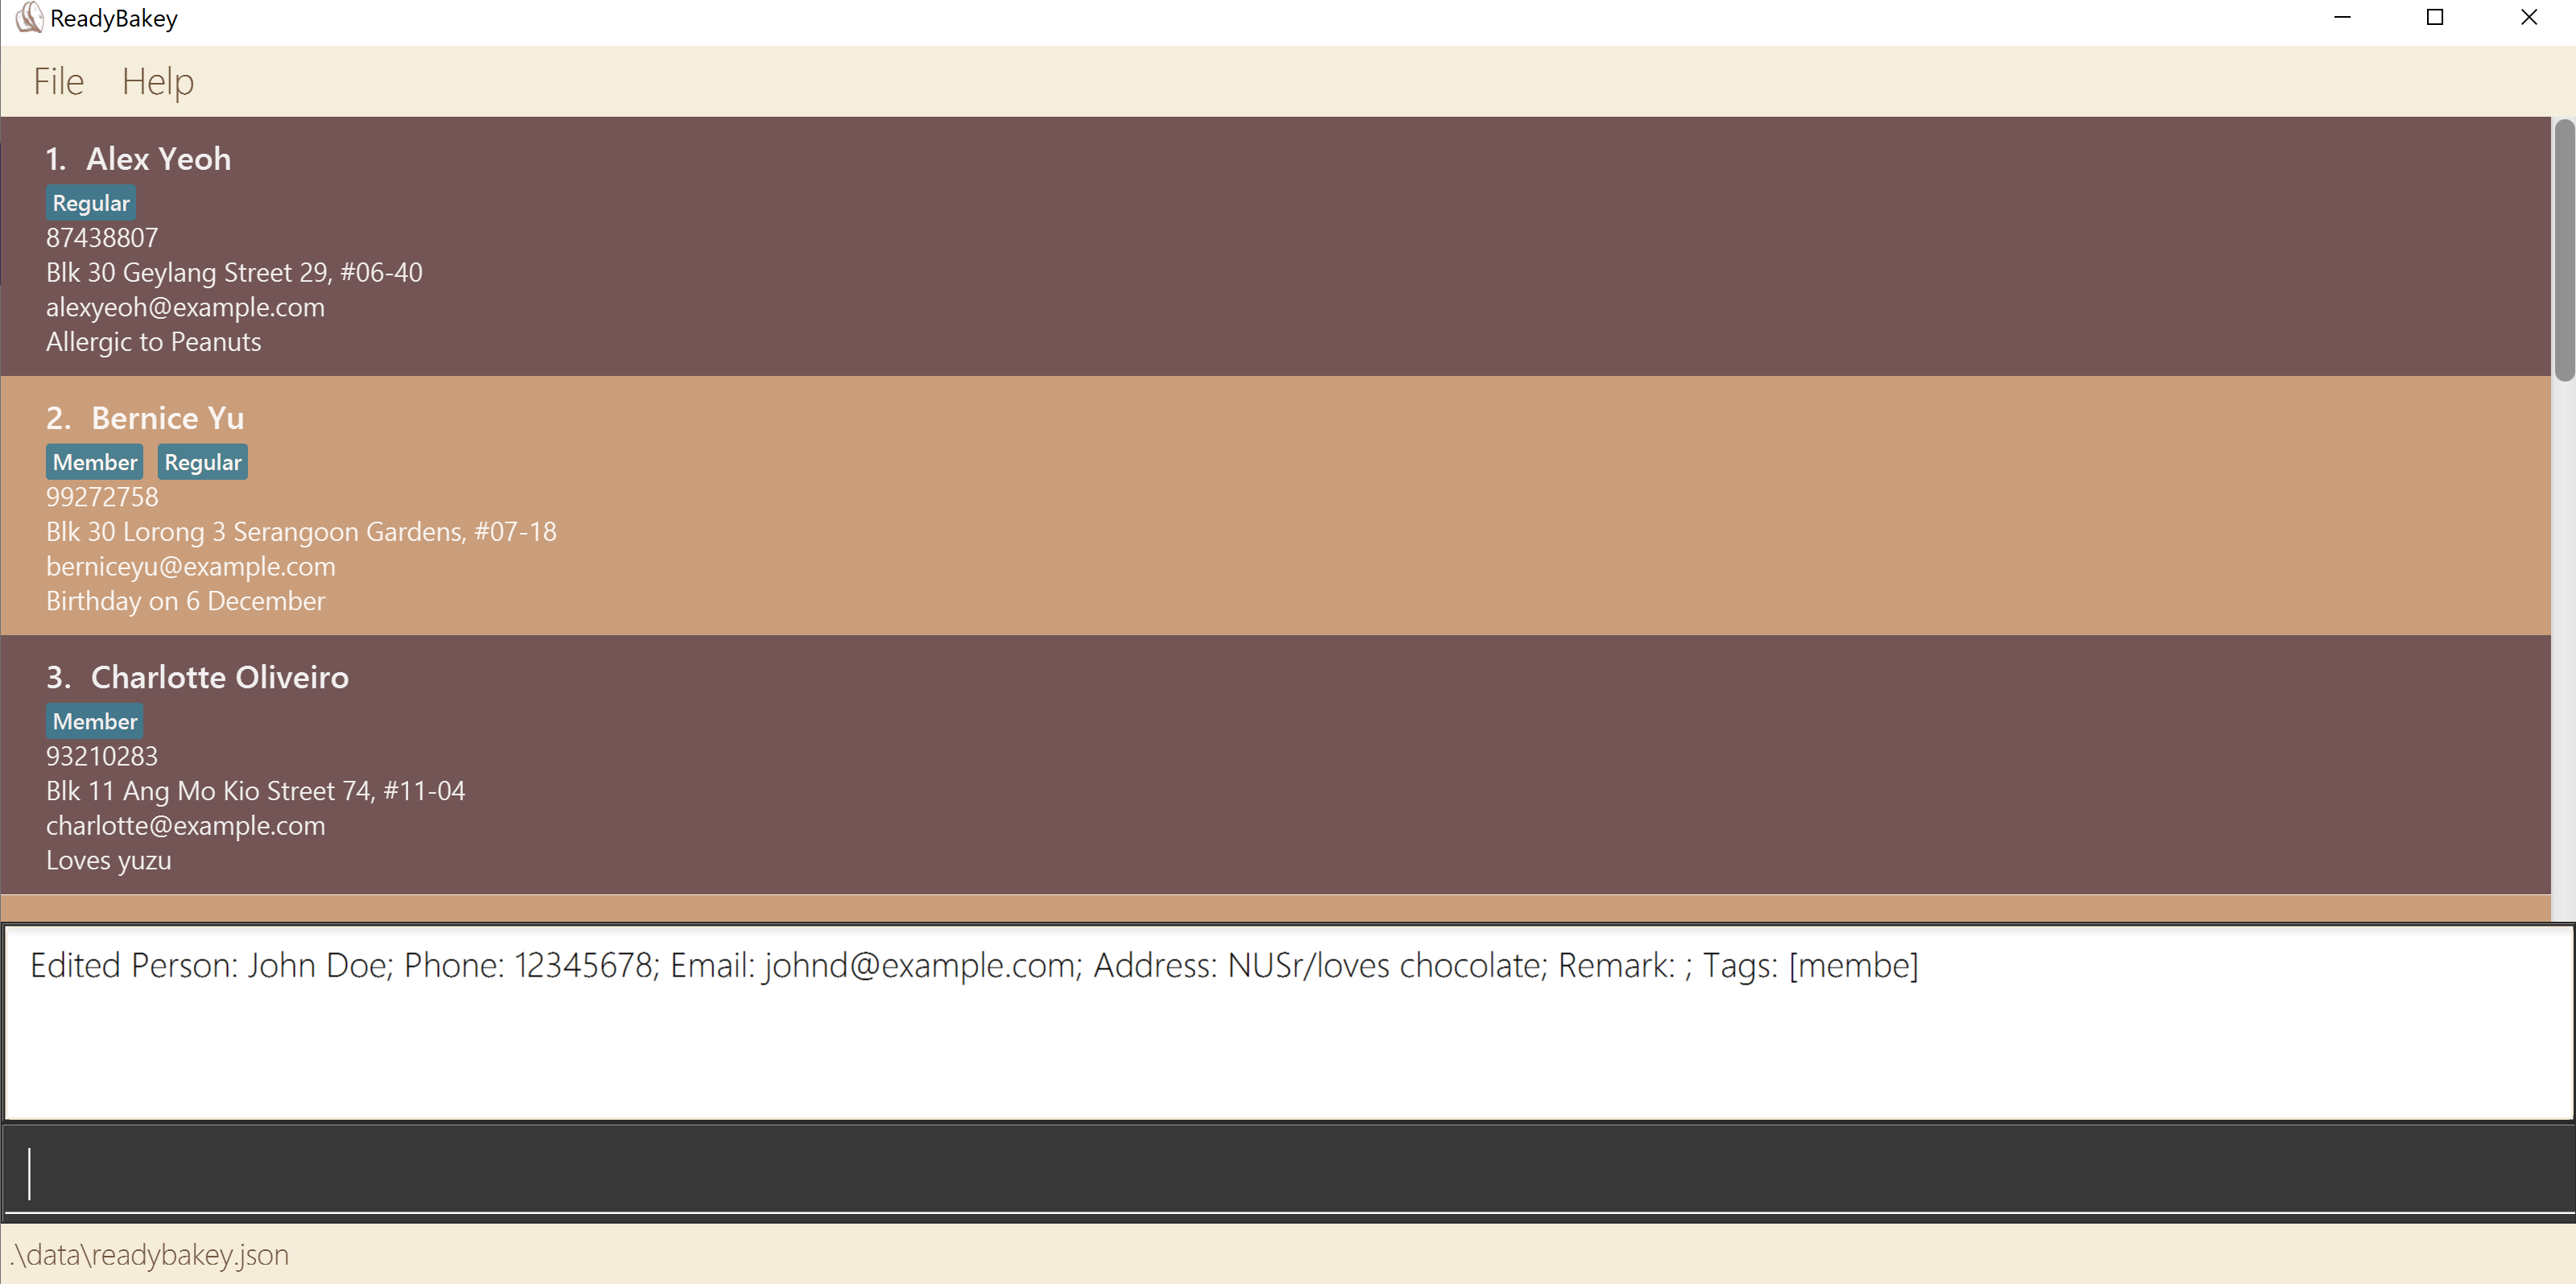 ReadyBakey
File Help
1. Alex Yeoh
Regular
87438807
Blk 30 Geylang Street 29, #06-40
alexyeoh@example.com
Allergic to Peanuts
2. Bernice Yu
Member Regular
99272758
Blk 30 Lorong 3 Serangoon Gardens, #07-18
berniceyu@example.com
Birthday on 6 December
3. Charlotte Oliveiro
Member
93210283
Blk 11 Ang Mo Kio Street 74, #11-04
charlotte@example.com
Loves yuzu
Edited Person: John Doe; Phone: 12345678; Email: johnd@example.com; Address: NUSr/loves chocolate; Remark: ; Tags: [membe]
.\data\readybakey.json